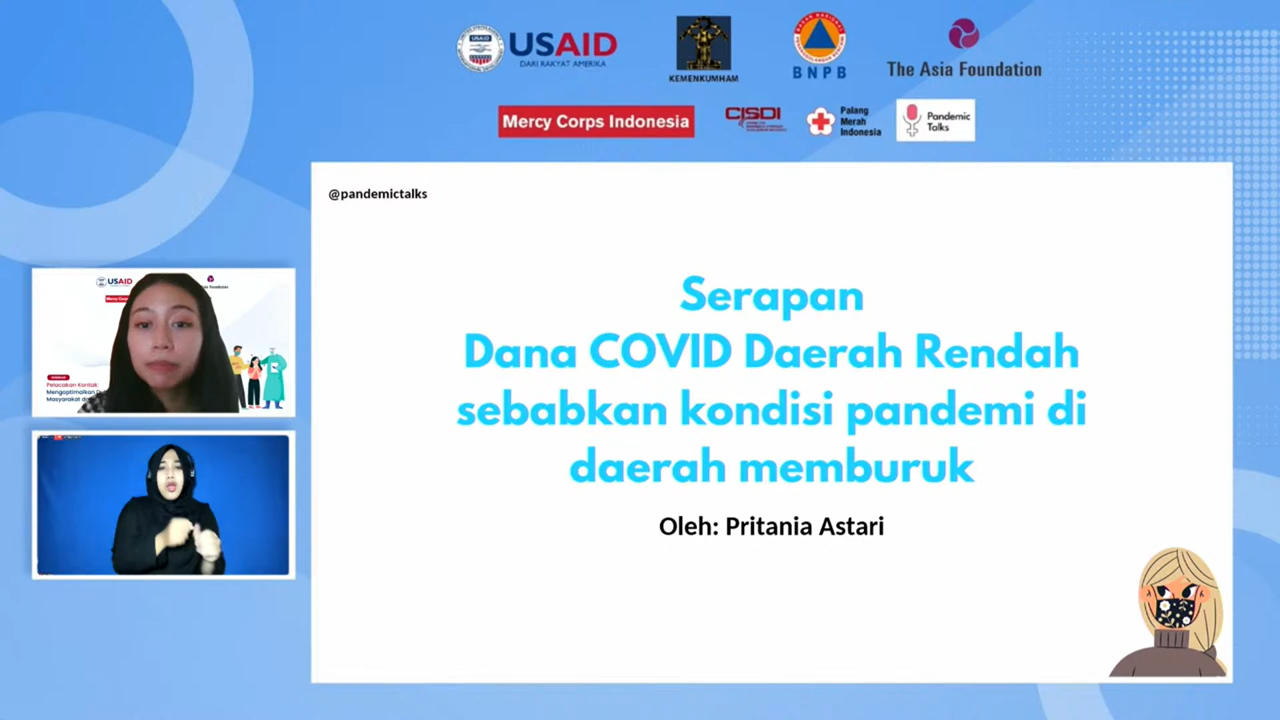 USAID
DARI RAKYAT AMERIKA
KEMENKUMHAM
BNPB
The Asia Foundation
Mercy Corps Indonesia
CISDI
Palang
Merah
Indonesia
Pandemic
Talks
@pandemictalks
Serapan
Dana COVID Daerah Rendah
sebabkan kondisi pandemi di
daerah memburuk
Oleh: Pritania Astari
USAID
Mercy Corp
Pelacakan Kontak:
Mengoptimalkan
Masyarakat